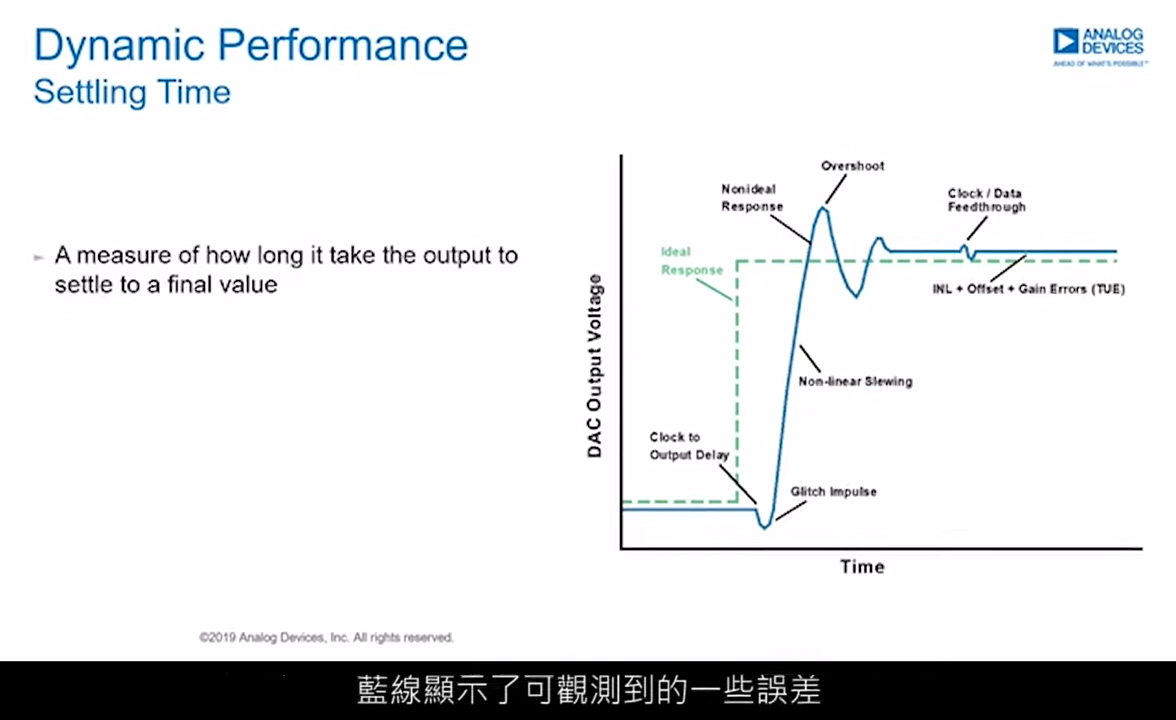 Dynamic Performance
Settling Time
ANALOG
DEVICES
AHEAD OF WHAT'S POSSIBLE™
► A measure of how long it take the output to
settle to a final value
Overshoot
Nonideal
Response
Clock / Data
Feedthrough
Ideal
Response
INL + Offset + Gain Errors (TUE)
DAC Output Voltage
Non-linear Slewing
Clock to
Output Delay
Glitch Impulse
Time
©2019 Analog Devices, Inc. All rights reserved.
藍線顯示了可觀測到的一些誤差